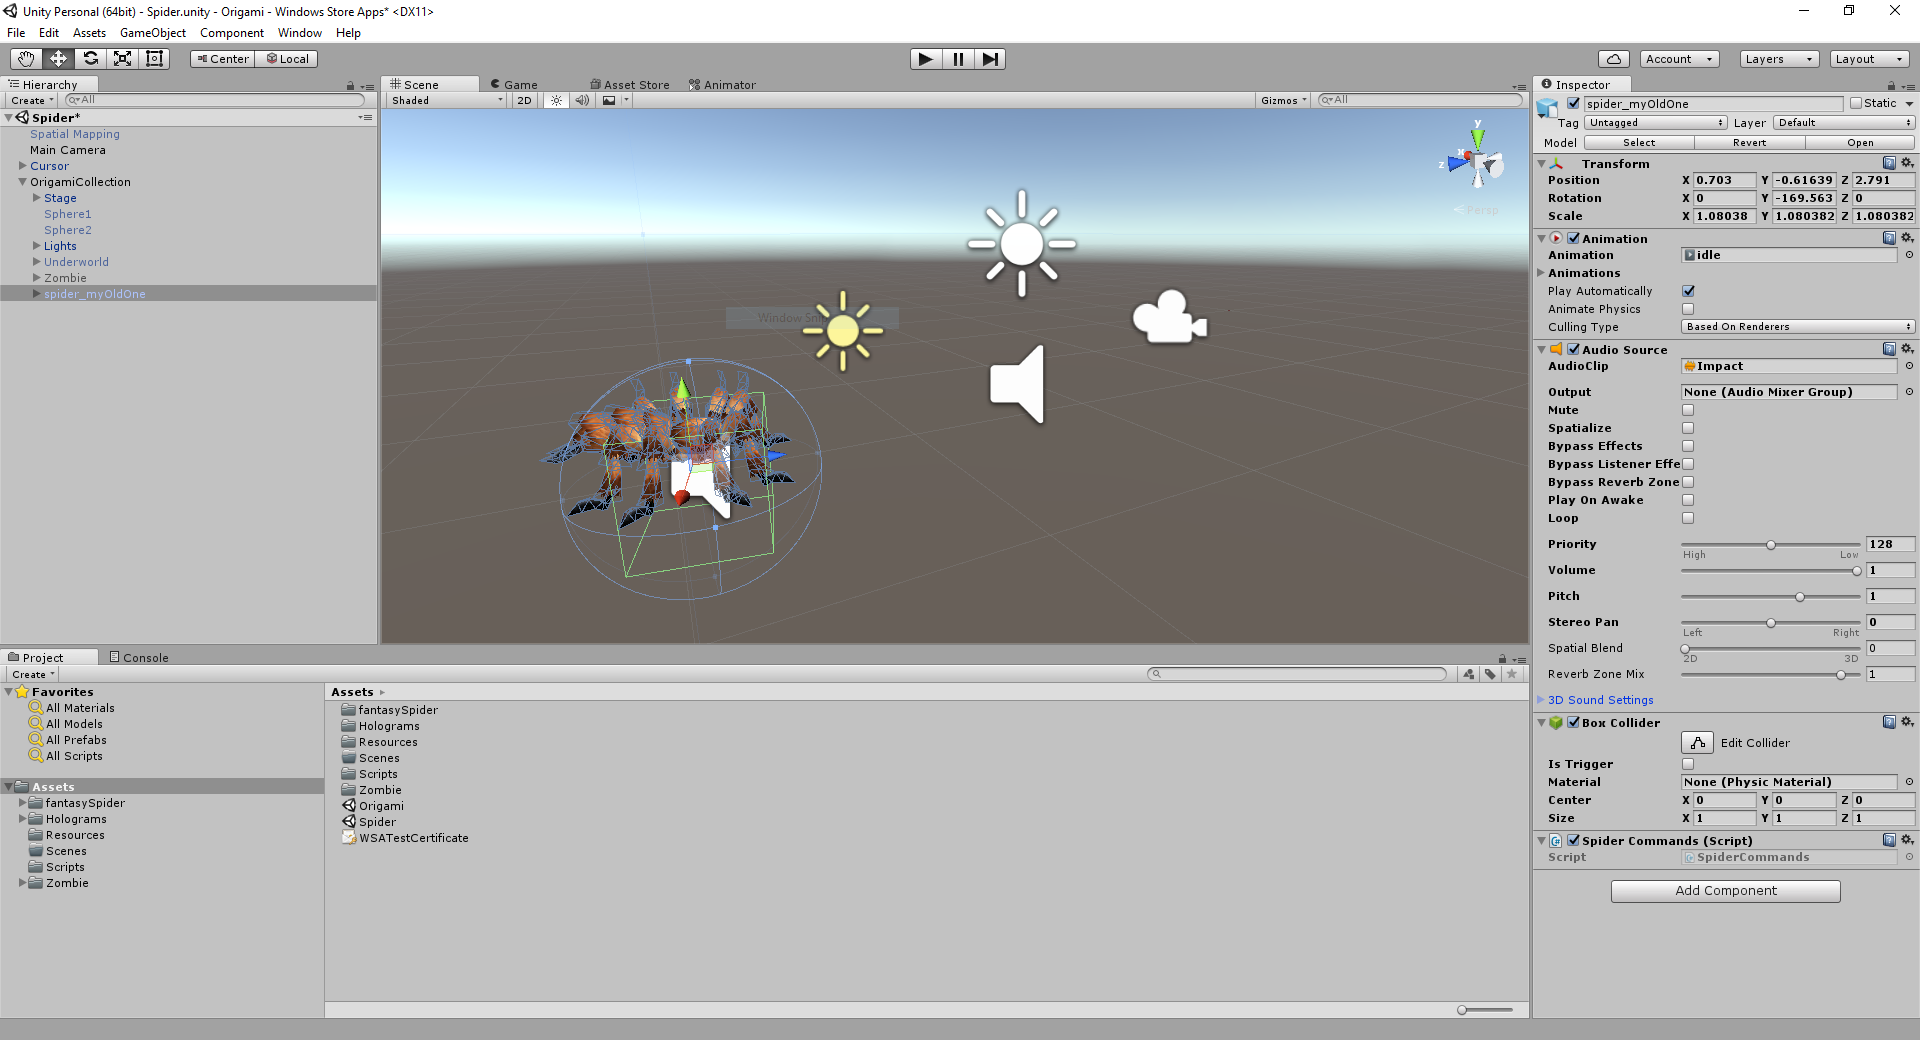 Unity Personal (64bit) - Spider.unity - Origami - Windows Store Apps* <DX11>
File Edit Assets GameObject Component Window Help
Center Local Account Layers Layout
Hierarchy
Create All
Spider*
Spatial Mapping
Main Camera
Cursor
OrigamiCollection
Stage
Sphere1
Sphere2
Lights
Underworld
Zombie
spider_myOldOne
Scene Game Asset Store Animator
Shaded 2D Gizmos All
y
x
z
Persp
Project Console
Create
Favorites
All Materials
All Models
All Prefabs
All Scripts
Assets
fantasySpider
Holograms
Resources
Scenes
Scripts
Zombie
Assets
fantasySpider
Holograms
Resources
Scenes
Scripts
Zombie
Origami
Spider
WSATestCertificate
Inspector
spider_myOldOne Static
Tag Untagged Layer Default
Model Select Revert Open
Transform
Position X 0.703 Y -0.61639 Z 2.791
Rotation X 0 Y -169.563 Z 0
Scale X 1.08038 Y 1.080382 Z 1.080382
Animation
Animation idle
Animations
Play Automatically
Animate Physics
Culling Type Based On Renderers
Audio Source
AudioClip Impact
Output None (Audio Mixer Group)
Mute
Spatialize
Bypass Effects
Bypass Listener Effe
Bypass Reverb Zone
Play On Awake
Loop
Priority 128
High Low
Volume 1
Pitch 1
Stereo Pan 0
Left Right
Spatial Blend 0
2D 3D
Reverb Zone Mix 1
3D Sound Settings
Box Collider
Edit Collider
Is Trigger
Material None (Physic Material)
Center X 0 Y 0 Z 0
Size X 1 Y 1 Z 1
Spider Commands (Script)
Script SpiderCommands
Add Component